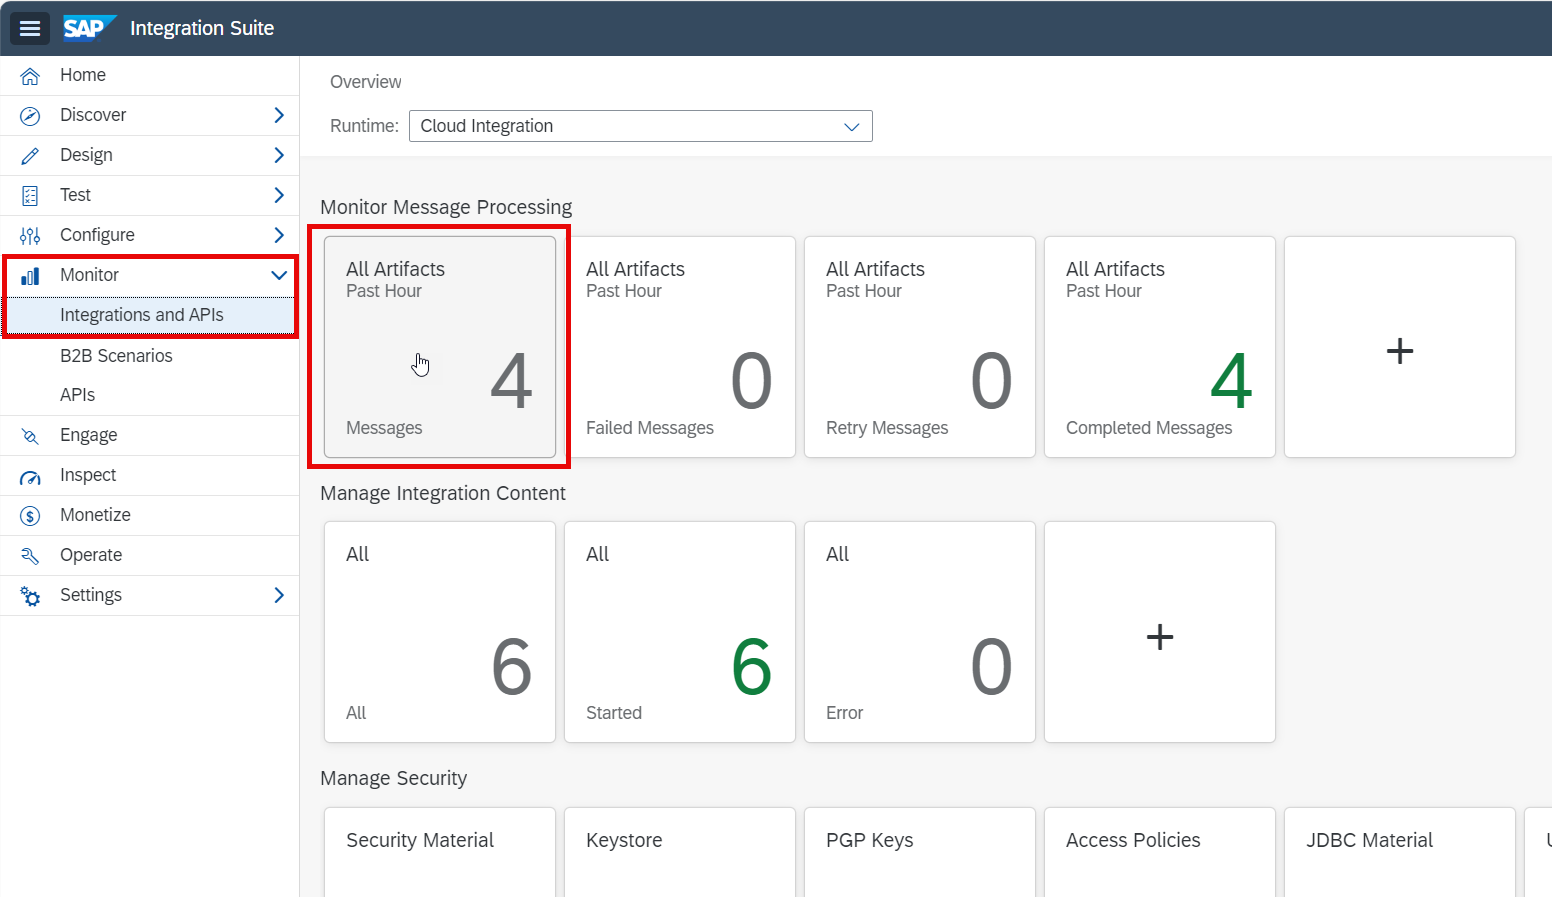 SAP Integration Suite
Home
Discover
Design
Test
Configure
Monitor
Integrations and APIs
B2B Scenarios
APIs
Engage
Inspect
Monetize
Operate
Settings
Overview
Runtime: Cloud Integration
Monitor Message Processing
All Artifacts
Past Hour
4
Messages
All Artifacts
Past Hour
0
Failed Messages
All Artifacts
Past Hour
0
Retry Messages
All Artifacts
Past Hour
4
Completed Messages
+
Manage Integration Content
All
6
All
All
6
Started
All
0
Error
+
Manage Security
Security Material
Keystore
PGP Keys
Access Policies
JDBC Material